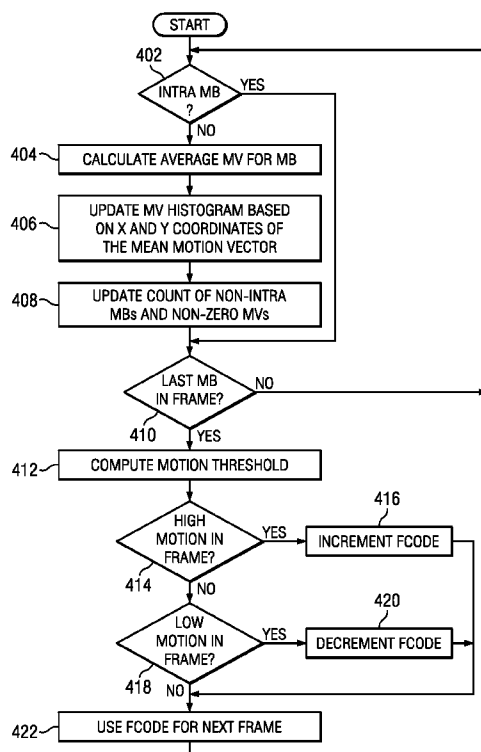 START
402
INTRA MB
?
YES
NO
404
CALCULATE AVERAGE MV FOR MB
406
UPDATE MV HISTOGRAM BASED
ON X AND Y COORDINATES OF
THE MEAN MOTION VECTOR
408
UPDATE COUNT OF NON-INTRA
MBs AND NON-ZERO MVs
LAST MB
IN FRAME?
NO
410
YES
412
COMPUTE MOTION THRESHOLD
HIGH
MOTION IN
FRAME?
YES
416
INCREMENT FCODE
414
NO
LOW
MOTION IN
FRAME?
YES
420
DECREMENT FCODE
418
NO
422
USE FCODE FOR NEXT FRAME